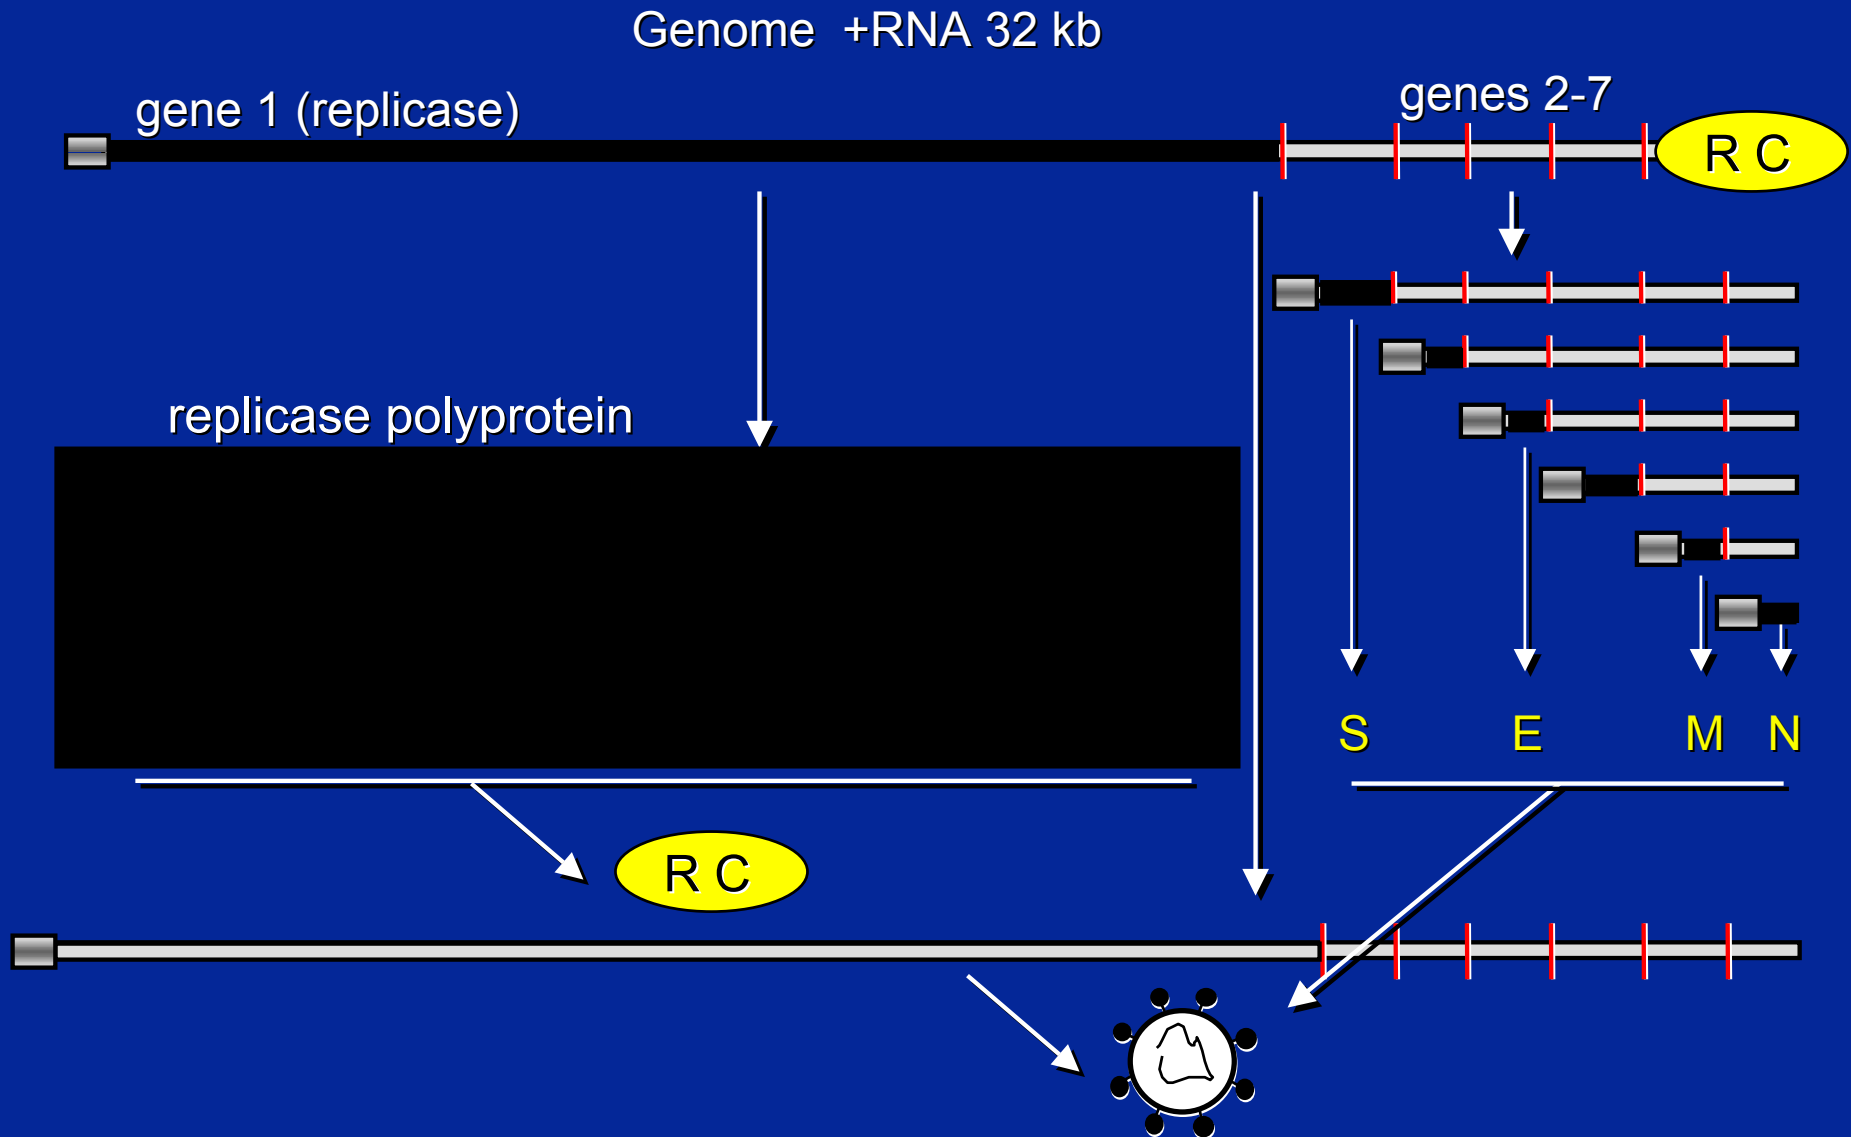 Genome +RNA 32 kb
gene 1 (replicase)
genes 2-7
R C
replicase polyprotein
S E M N
R C